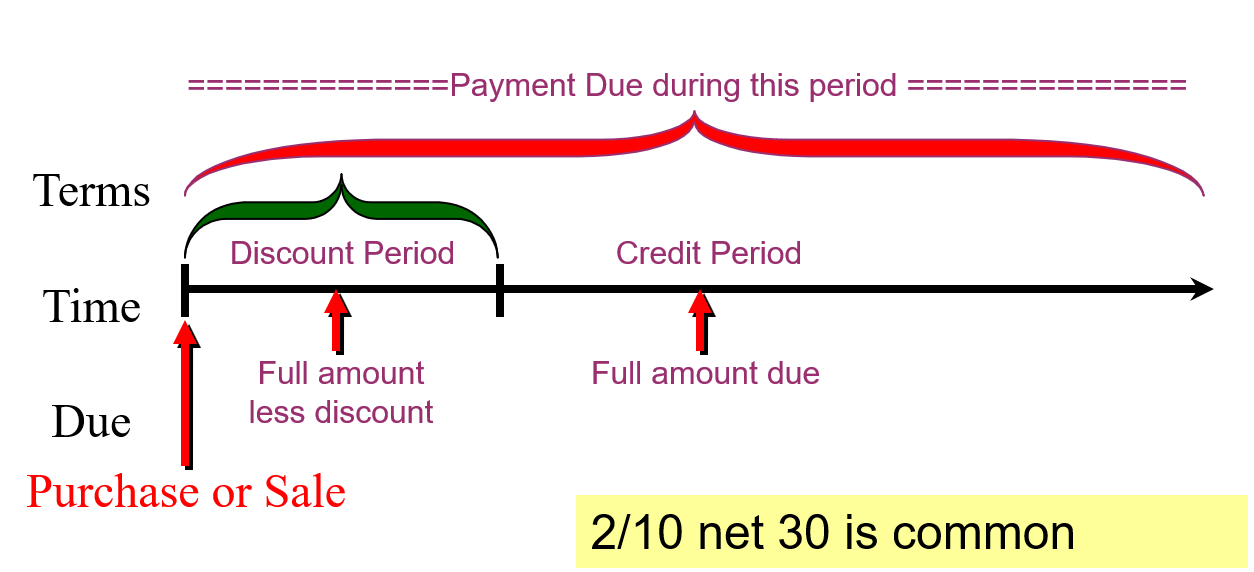 ==============Payment Due during this period ===============
Terms
Discount Period Credit Period
Time
Full amount
less discount
Full amount due
Due
Purchase or Sale
2/10 net 30 is common